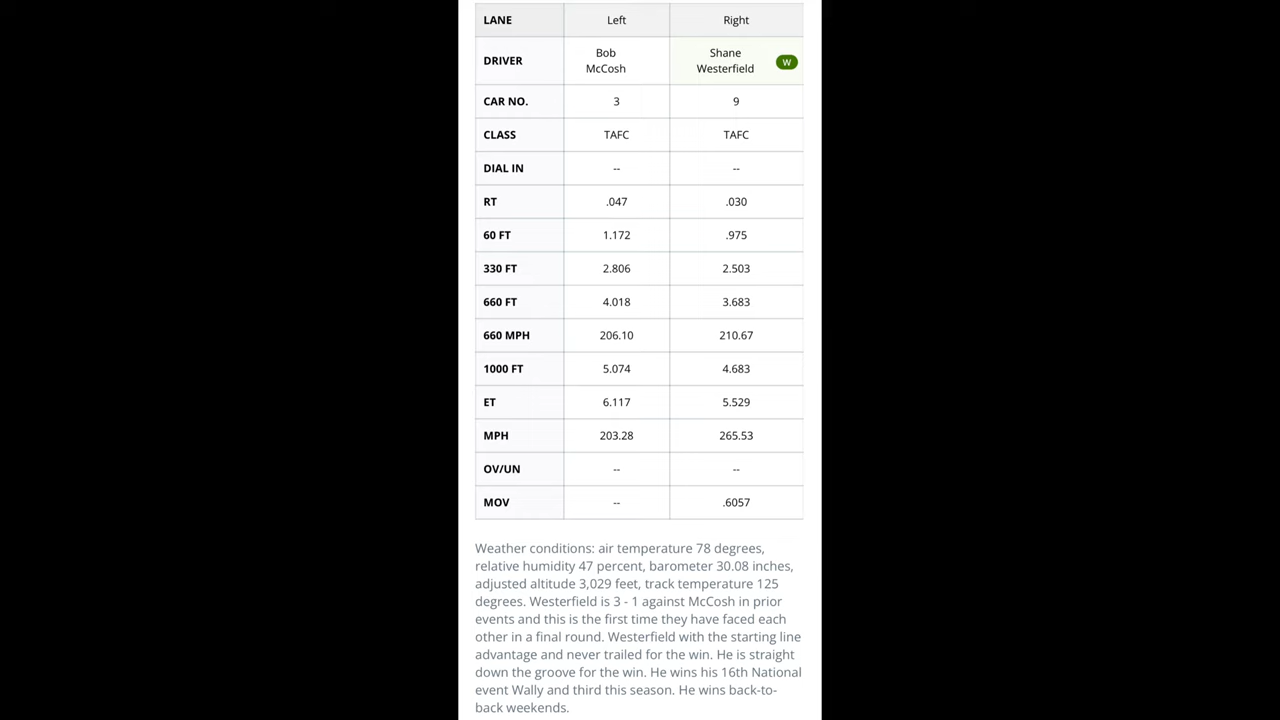 LANE Left Right
DRIVER Bob McCosh Shane Westerfield W
CAR NO. 3 9
CLASS TAFC TAFC
DIAL IN -- --
RT .047 .030
60 FT 1.172 .975
330 FT 2.806 2.503
660 FT 4.018 3.683
660 MPH 206.10 210.67
1000 FT 5.074 4.683
ET 6.117 5.529
MPH 203.28 265.53
OV/UN -- --
MOV -- .6057
Weather conditions: air temperature 78 degrees,
relative humidity 47 percent, barometer 30.08 inches,
adjusted altitude 3,029 feet, track temperature 125
degrees. Westerfield is 3 - 1 against McCosh in prior
events and this is the first time they have faced each
other in a final round. Westerfield with the starting line
advantage and never trailed for the win. He is straight
down the groove for the win. He wins his 16th National
event Wally and third this season. He wins back-to-
back weekends.